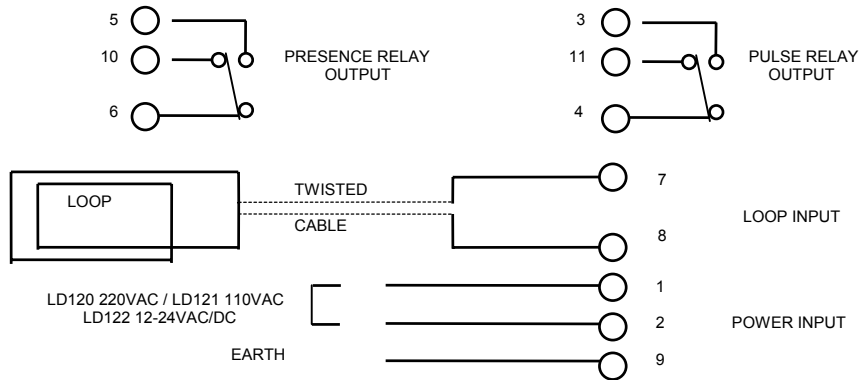 5
10
6
PRESENCE RELAY
OUTPUT
3
11
4
PULSE RELAY
OUTPUT
LOOP
TWISTED
CABLE
7
8
LOOP INPUT
LD120 220VAC / LD121 110VAC
LD122 12-24VAC/DC
EARTH
1
2
9
POWER INPUT